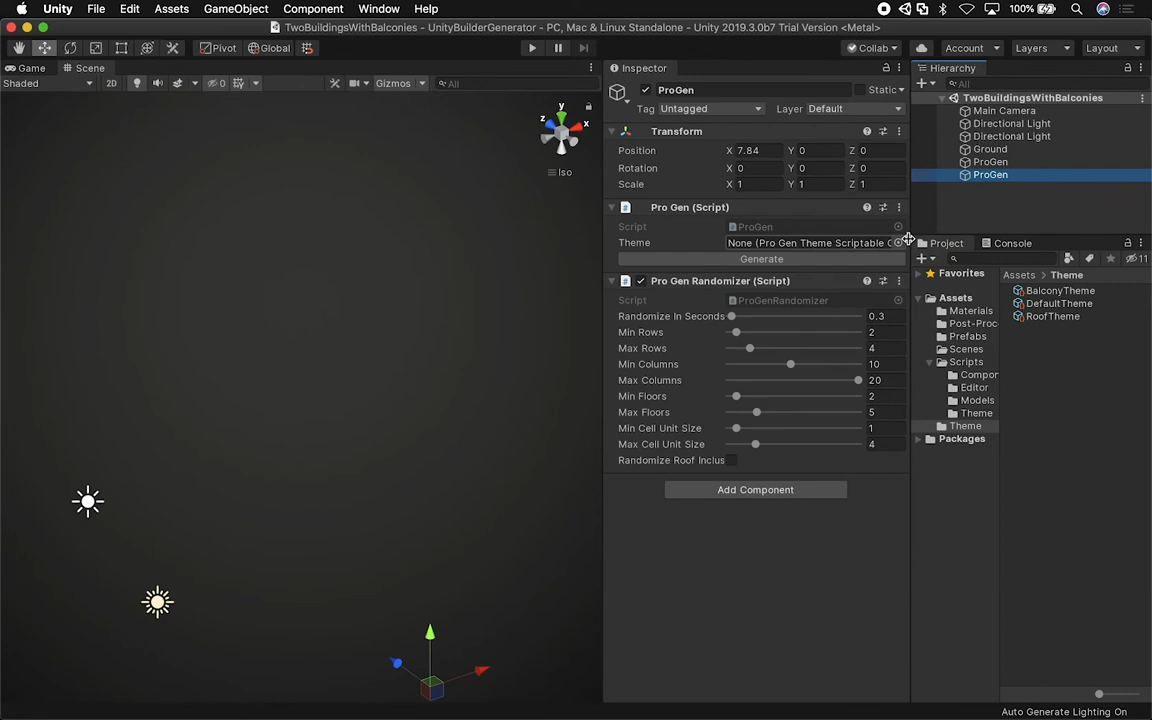 Unity File Edit Assets GameObject Component Window Help 100%
TwoBuildingsWithBalconies - UnityBuilderGenerator - PC, Mac & Linux Standalone - Unity 2019.3.0b7 Trial Version <Metal>
Pivot Global Collab Account Layers Layout
Game Scene
Shaded 2D 0 Gizmos All
y
z x
Iso
Inspector
ProGen Static
Tag Untagged Layer Default
Transform
Position X 7.84 Y 0 Z 0
Rotation X 0 Y 0 Z 0
Scale X 1 Y 1 Z 1
Pro Gen (Script)
Script ProGen
Theme None (Pro Gen Theme Scriptable
Generate
Pro Gen Randomizer (Script)
Script ProGenRandomizer
Randomize In Seconds 0.3
Min Rows 2
Max Rows 4
Min Columns 10
Max Columns 20
Min Floors 2
Max Floors 5
Min Cell Unit Size 1
Max Cell Unit Size 4
Randomize Roof Inclus
Add Component
Hierarchy
All
TwoBuildingsWithBalconies
Main Camera
Directional Light
Directional Light
Ground
ProGen
ProGen
Project Console
11
Favorites
Assets
Materials
Post-Proc
Prefabs
Scenes
Scripts
Compor
Editor
Models
Theme
Theme
Packages
Assets > Theme
BalconyTheme
DefaultTheme
RoofTheme
Auto Generate Lighting On